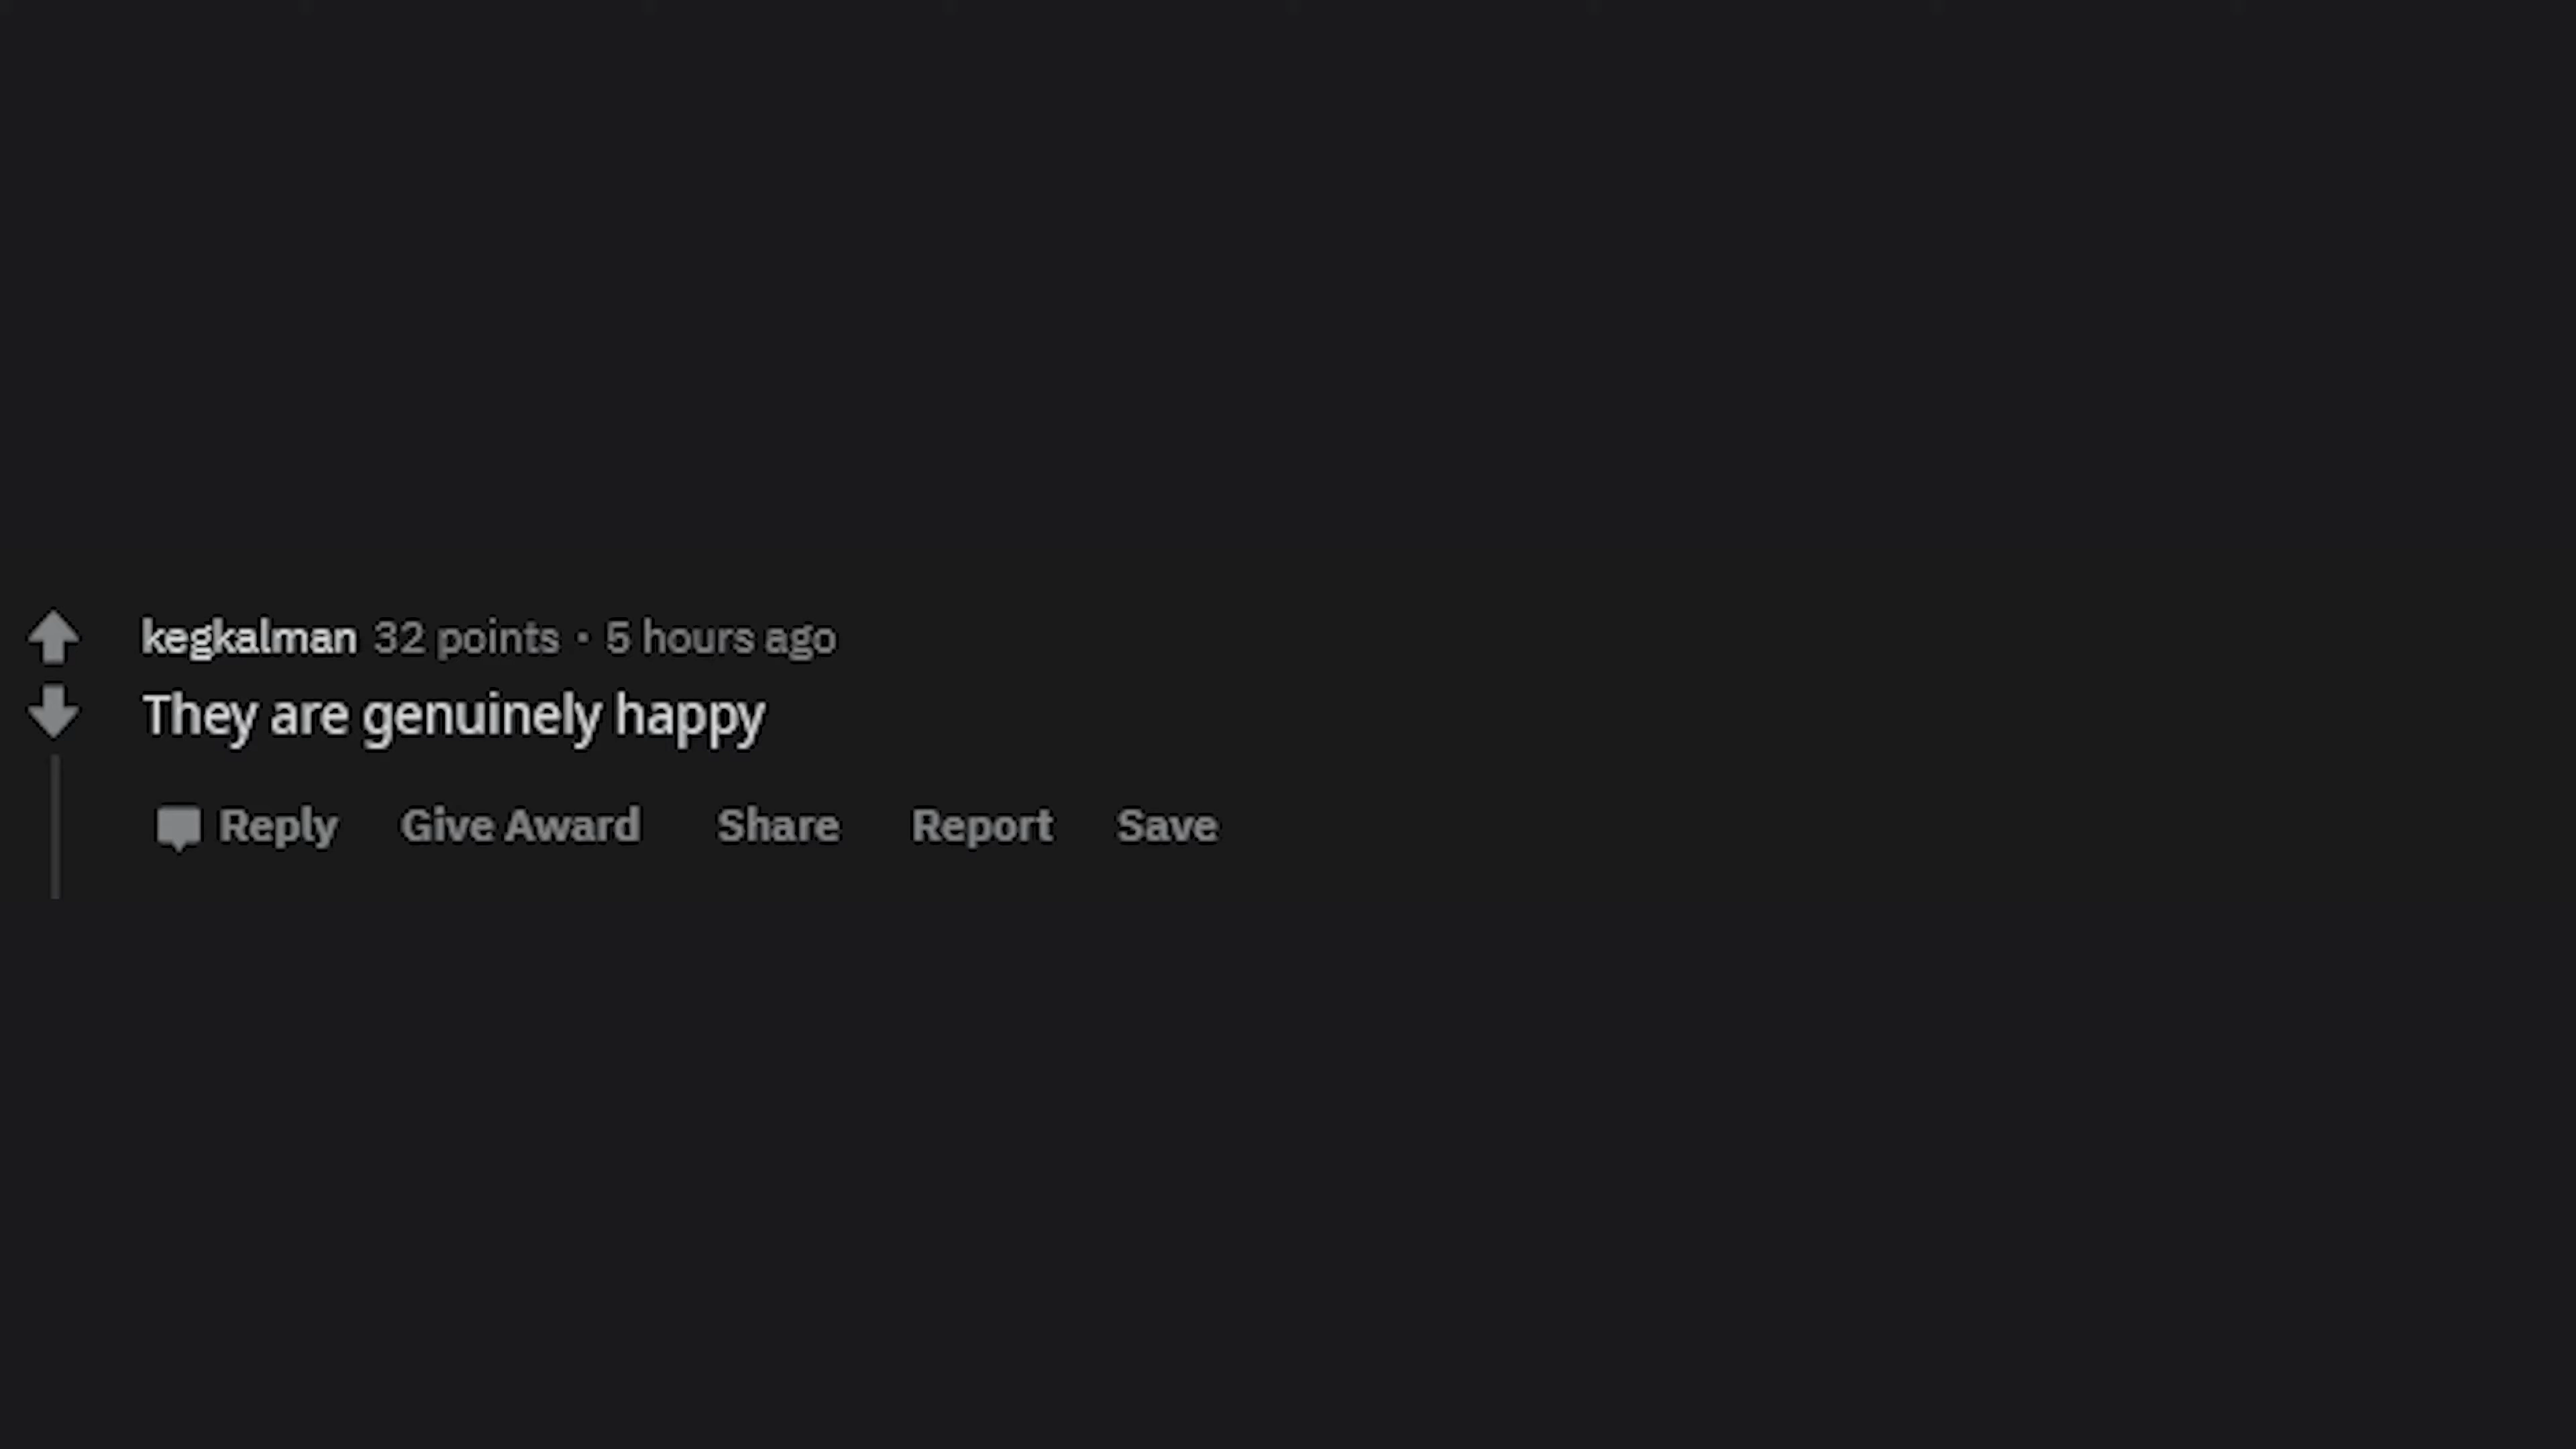 kegkalman 32 points · 5 hours ago
They are genuinely happy
Reply Give Award Share Report Save